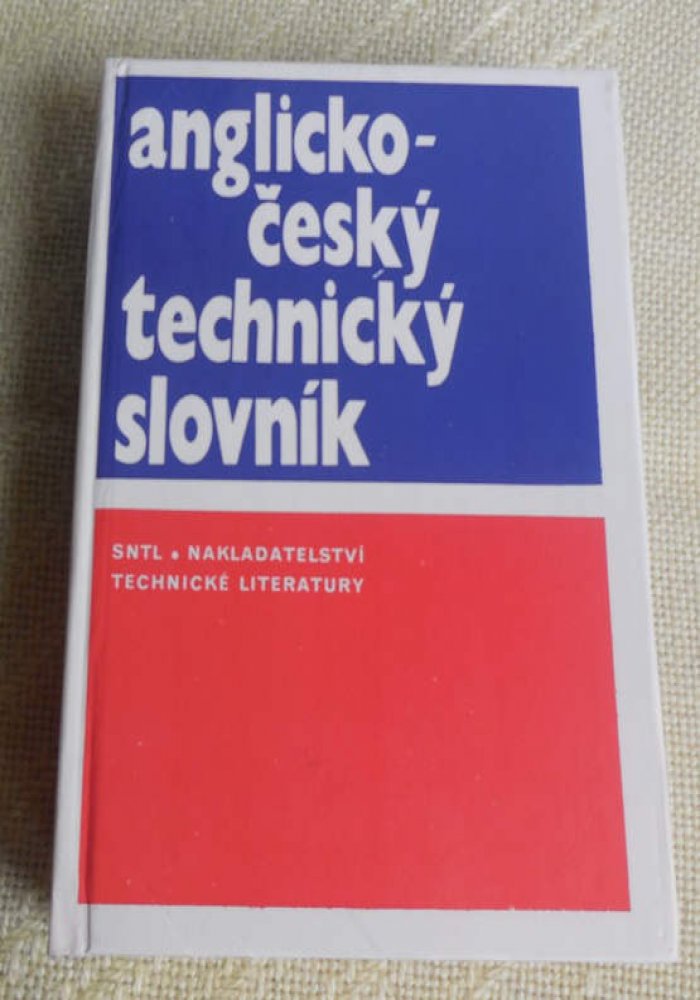 anglicko-
český
technický
slovník
SNTL • NAKLADATELSTVÍ
TECHNICKÉ LITERATURY